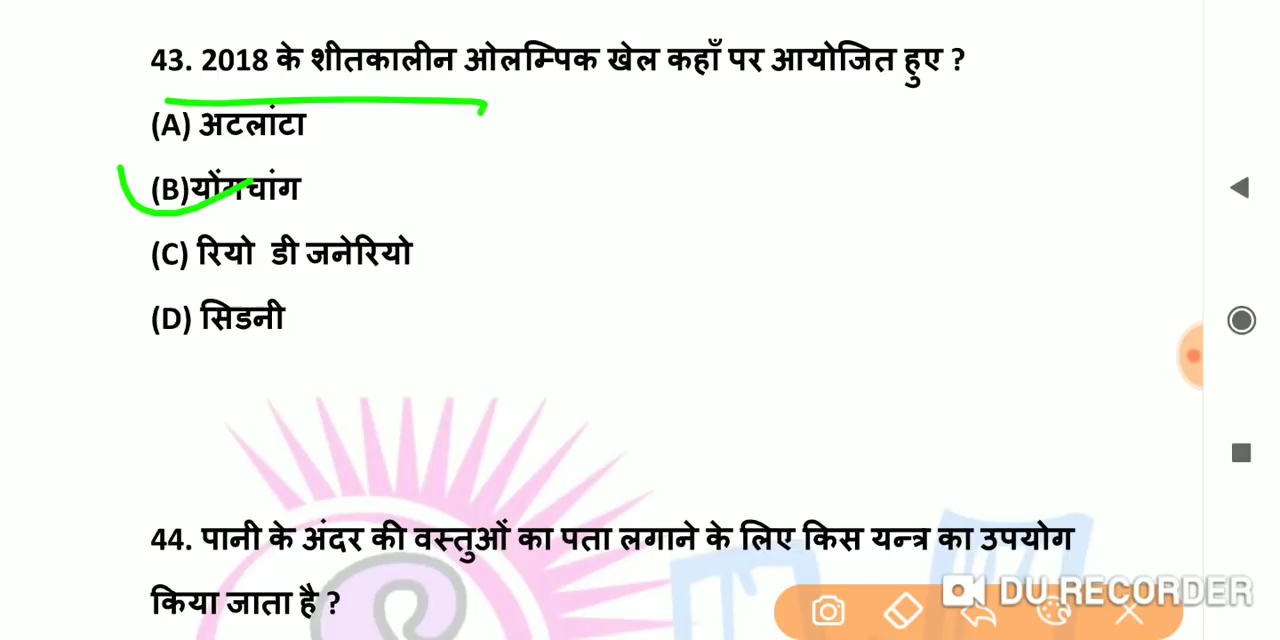 43. 2018 के शीतकालीन ओलम्पिक खेल कहाँ पर आयोजित हुए ?
(A) अटलांटा
(B)योंगचांग
(C) रियो डी जनेरियो
(D) सिडनी
44. पानी के अंदर की वस्तुओं का पता लगाने के लिए किस यन्त्र का उपयोग
किया जाता है ?
DU RECORDER